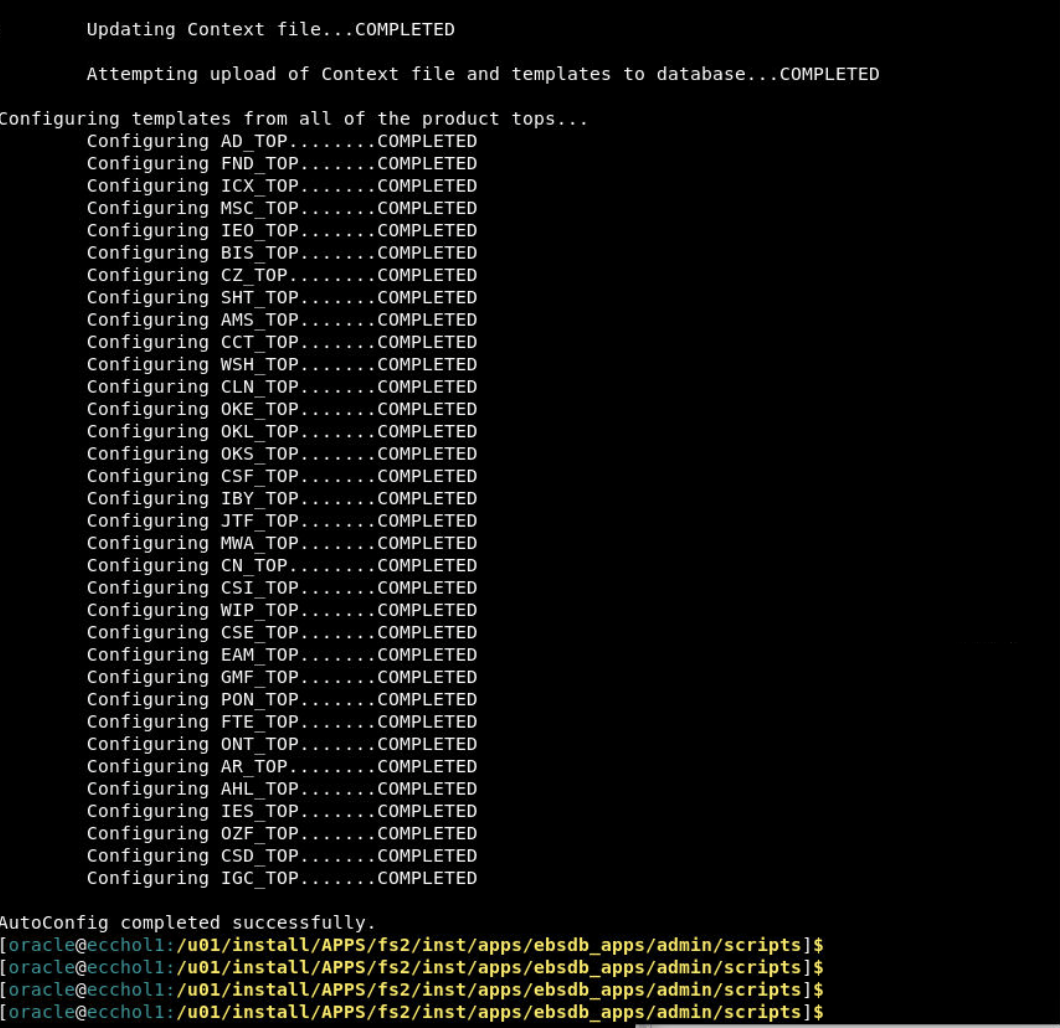 Updating Context file...COMPLETED
Attempting upload of Context file and templates to database...COMPLETED
Configuring templates from all of the product tops...
Configuring AD_TOP........COMPLETED
Configuring FND_TOP.......COMPLETED
Configuring ICX_TOP.......COMPLETED
Configuring MSC_TOP.......COMPLETED
Configuring IEO_TOP.......COMPLETED
Configuring BIS_TOP.......COMPLETED
Configuring CZ_TOP........COMPLETED
Configuring SHT_TOP.......COMPLETED
Configuring AMS_TOP.......COMPLETED
Configuring CCT_TOP.......COMPLETED
Configuring WSH_TOP.......COMPLETED
Configuring CLN_TOP.......COMPLETED
Configuring OKE_TOP.......COMPLETED
Configuring OKL_TOP.......COMPLETED
Configuring OKS_TOP.......COMPLETED
Configuring CSF_TOP.......COMPLETED
Configuring IBY_TOP.......COMPLETED
Configuring JTF_TOP.......COMPLETED
Configuring MWA_TOP.......COMPLETED
Configuring CN_TOP........COMPLETED
Configuring CSI_TOP.......COMPLETED
Configuring WIP_TOP.......COMPLETED
Configuring CSE_TOP.......COMPLETED
Configuring EAM_TOP.......COMPLETED
Configuring GMF_TOP.......COMPLETED
Configuring PON_TOP.......COMPLETED
Configuring FTE_TOP.......COMPLETED
Configuring ONT_TOP.......COMPLETED
Configuring AR_TOP........COMPLETED
Configuring AHL_TOP.......COMPLETED
Configuring IES_TOP.......COMPLETED
Configuring OZF_TOP.......COMPLETED
Configuring CSD_TOP.......COMPLETED
Configuring IGC_TOP.......COMPLETED
AutoConfig completed successfully.
[oracle@ecchol1:/u01/install/APPS/fs2/inst/apps/ebsdb_apps/admin/scripts]$
[oracle@ecchol1:/u01/install/APPS/fs2/inst/apps/ebsdb_apps/admin/scripts]$
[oracle@ecchol1:/u01/install/APPS/fs2/inst/apps/ebsdb_apps/admin/scripts]$
[oracle@ecchol1:/u01/install/APPS/fs2/inst/apps/ebsdb_apps/admin/scripts]$